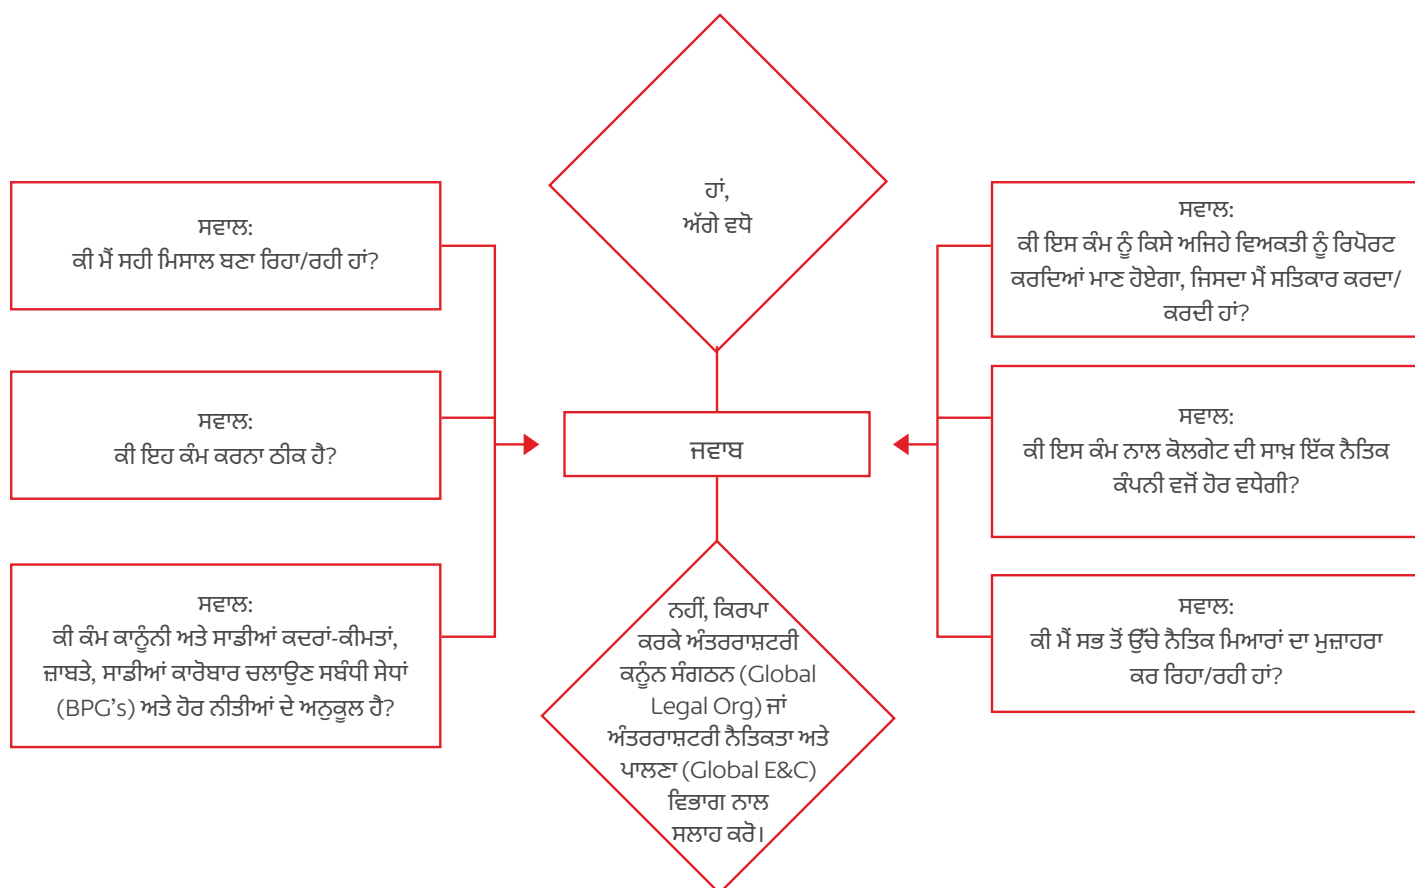 ਹਾਂ,
ਅੱਗੇ ਵਧੋ
ਸਵਾਲ:
ਕੀ ਮੈਂ ਸਹੀ ਮਿਸਾਲ ਬਣਾ ਰਿਹਾ/ਰਹੀ ਹਾਂ?
ਸਵਾਲ:
ਕੀ ਇਹ ਕੰਮ ਕਰਨਾ ਠੀਕ ਹੈ?
ਸਵਾਲ:
ਕੀ ਕੰਮ ਕਾਨੂੰਨੀ ਅਤੇ ਸਾਡੀਆਂ ਕਦਰਾਂ-ਕੀਮਤਾਂ,
ਜ਼ਾਬਤੇ, ਸਾਡੀਆਂ ਕਾਰੋਬਾਰ ਚਲਾਉਣ ਸਬੰਧੀ ਸੇਧਾਂ
(BPG’s) ਅਤੇ ਹੋਰ ਨੀਤੀਆਂ ਦੇ ਅਨੁਕੂਲ ਹੈ?
ਜਵਾਬ
ਸਵਾਲ:
ਕੀ ਇਸ ਕੰਮ ਨੂੰ ਕਿਸੇ ਅਜਿਹੇ ਵਿਅਕਤੀ ਨੂੰ ਰਿਪੋਰਟ
ਕਰਦਿਆਂ ਮਾਣ ਹੋਏਗਾ, ਜਿਸਦਾ ਮੈਂ ਸਤਿਕਾਰ ਕਰਦਾ/
ਕਰਦੀ ਹਾਂ?
ਸਵਾਲ:
ਕੀ ਇਸ ਕੰਮ ਨਾਲ ਕੋਲਗੇਟ ਦੀ ਸਾਖ਼ ਇੱਕ ਨੈਤਿਕ
ਕੰਪਨੀ ਵਜੋਂ ਹੋਰ ਵਧੇਗੀ?
ਸਵਾਲ:
ਕੀ ਮੈਂ ਸਭ ਤੋਂ ਉੱਚੇ ਨੈਤਿਕ ਮਿਆਰਾਂ ਦਾ ਮੁਜ਼ਾਹਰਾ
ਕਰ ਰਿਹਾ/ਰਹੀ ਹਾਂ?
ਨਹੀਂ, ਕਿਰਪਾ
ਕਰਕੇ ਅੰਤਰਰਾਸ਼ਟਰੀ
ਕਨੂੰਨ ਸੰਗਠਨ (Global
Legal Org) ਜਾਂ
ਅੰਤਰਰਾਸ਼ਟਰੀ ਨੈਤਿਕਤਾ ਅਤੇ
ਪਾਲਣਾ (Global E&C)
ਵਿਭਾਗ ਨਾਲ
ਸਲਾਹ ਕਰੋ।